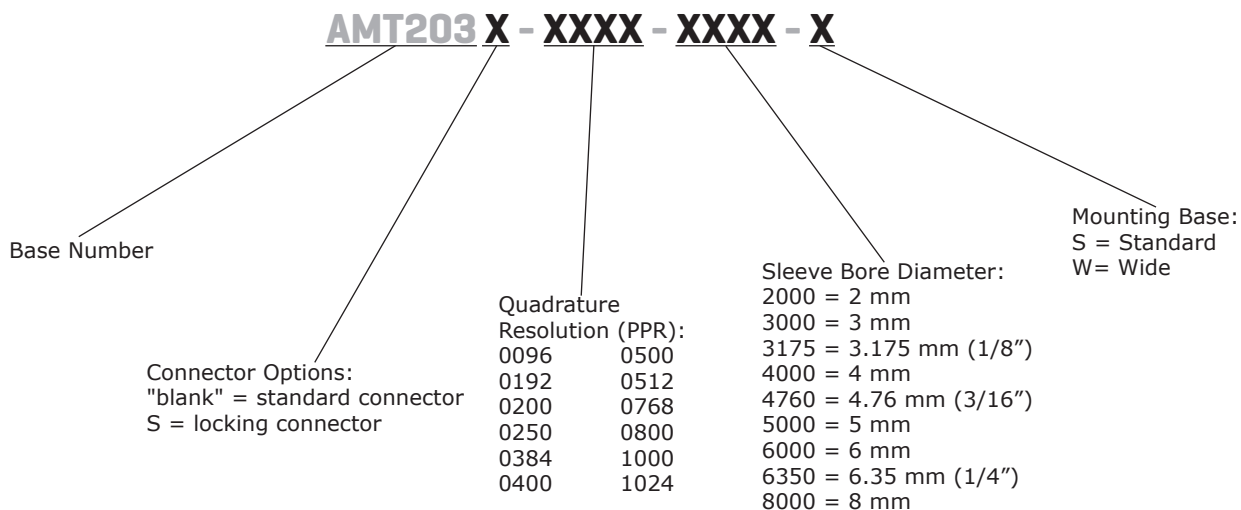 AMT203X - XXXX - XXXX - X
Base Number
Connector Options:
"blank" = standard connector
S = locking connector
Quadrature
Resolution (PPR):
0096 0500
0192 0512
0200 0768
0250 0800
0384 1000
0400 1024
Sleeve Bore Diameter:
2000 = 2 mm
3000 = 3 mm
3175 = 3.175 mm (1/8″)
4000 = 4 mm
4760 = 4.76 mm (3/16″)
5000 = 5 mm
6000 = 6 mm
6350 = 6.35 mm (1/4″)
8000 = 8 mm
Mounting Base:
S = Standard
W= Wide